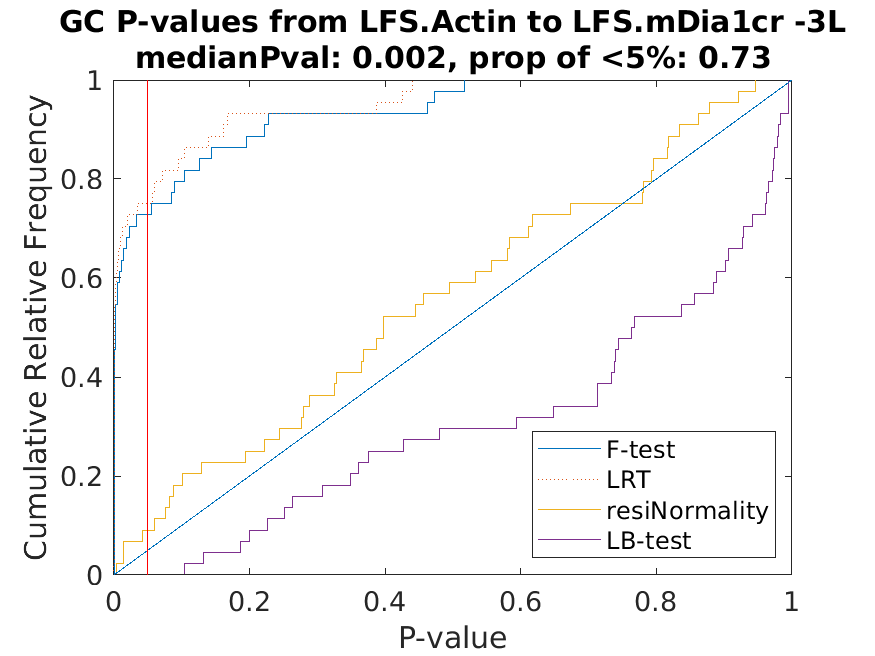 GC P-values from LFS.Actin to LFS.mDia1cr -3L
medianPval: 0.002, prop of <5%: 0.73
Cumulative Relative Frequency
1
0.8
0.6
0.4
0.2
0
0
0.2
0.4
0.6
0.8
1
P-value
F-test
LRT
resiNormality
LB-test